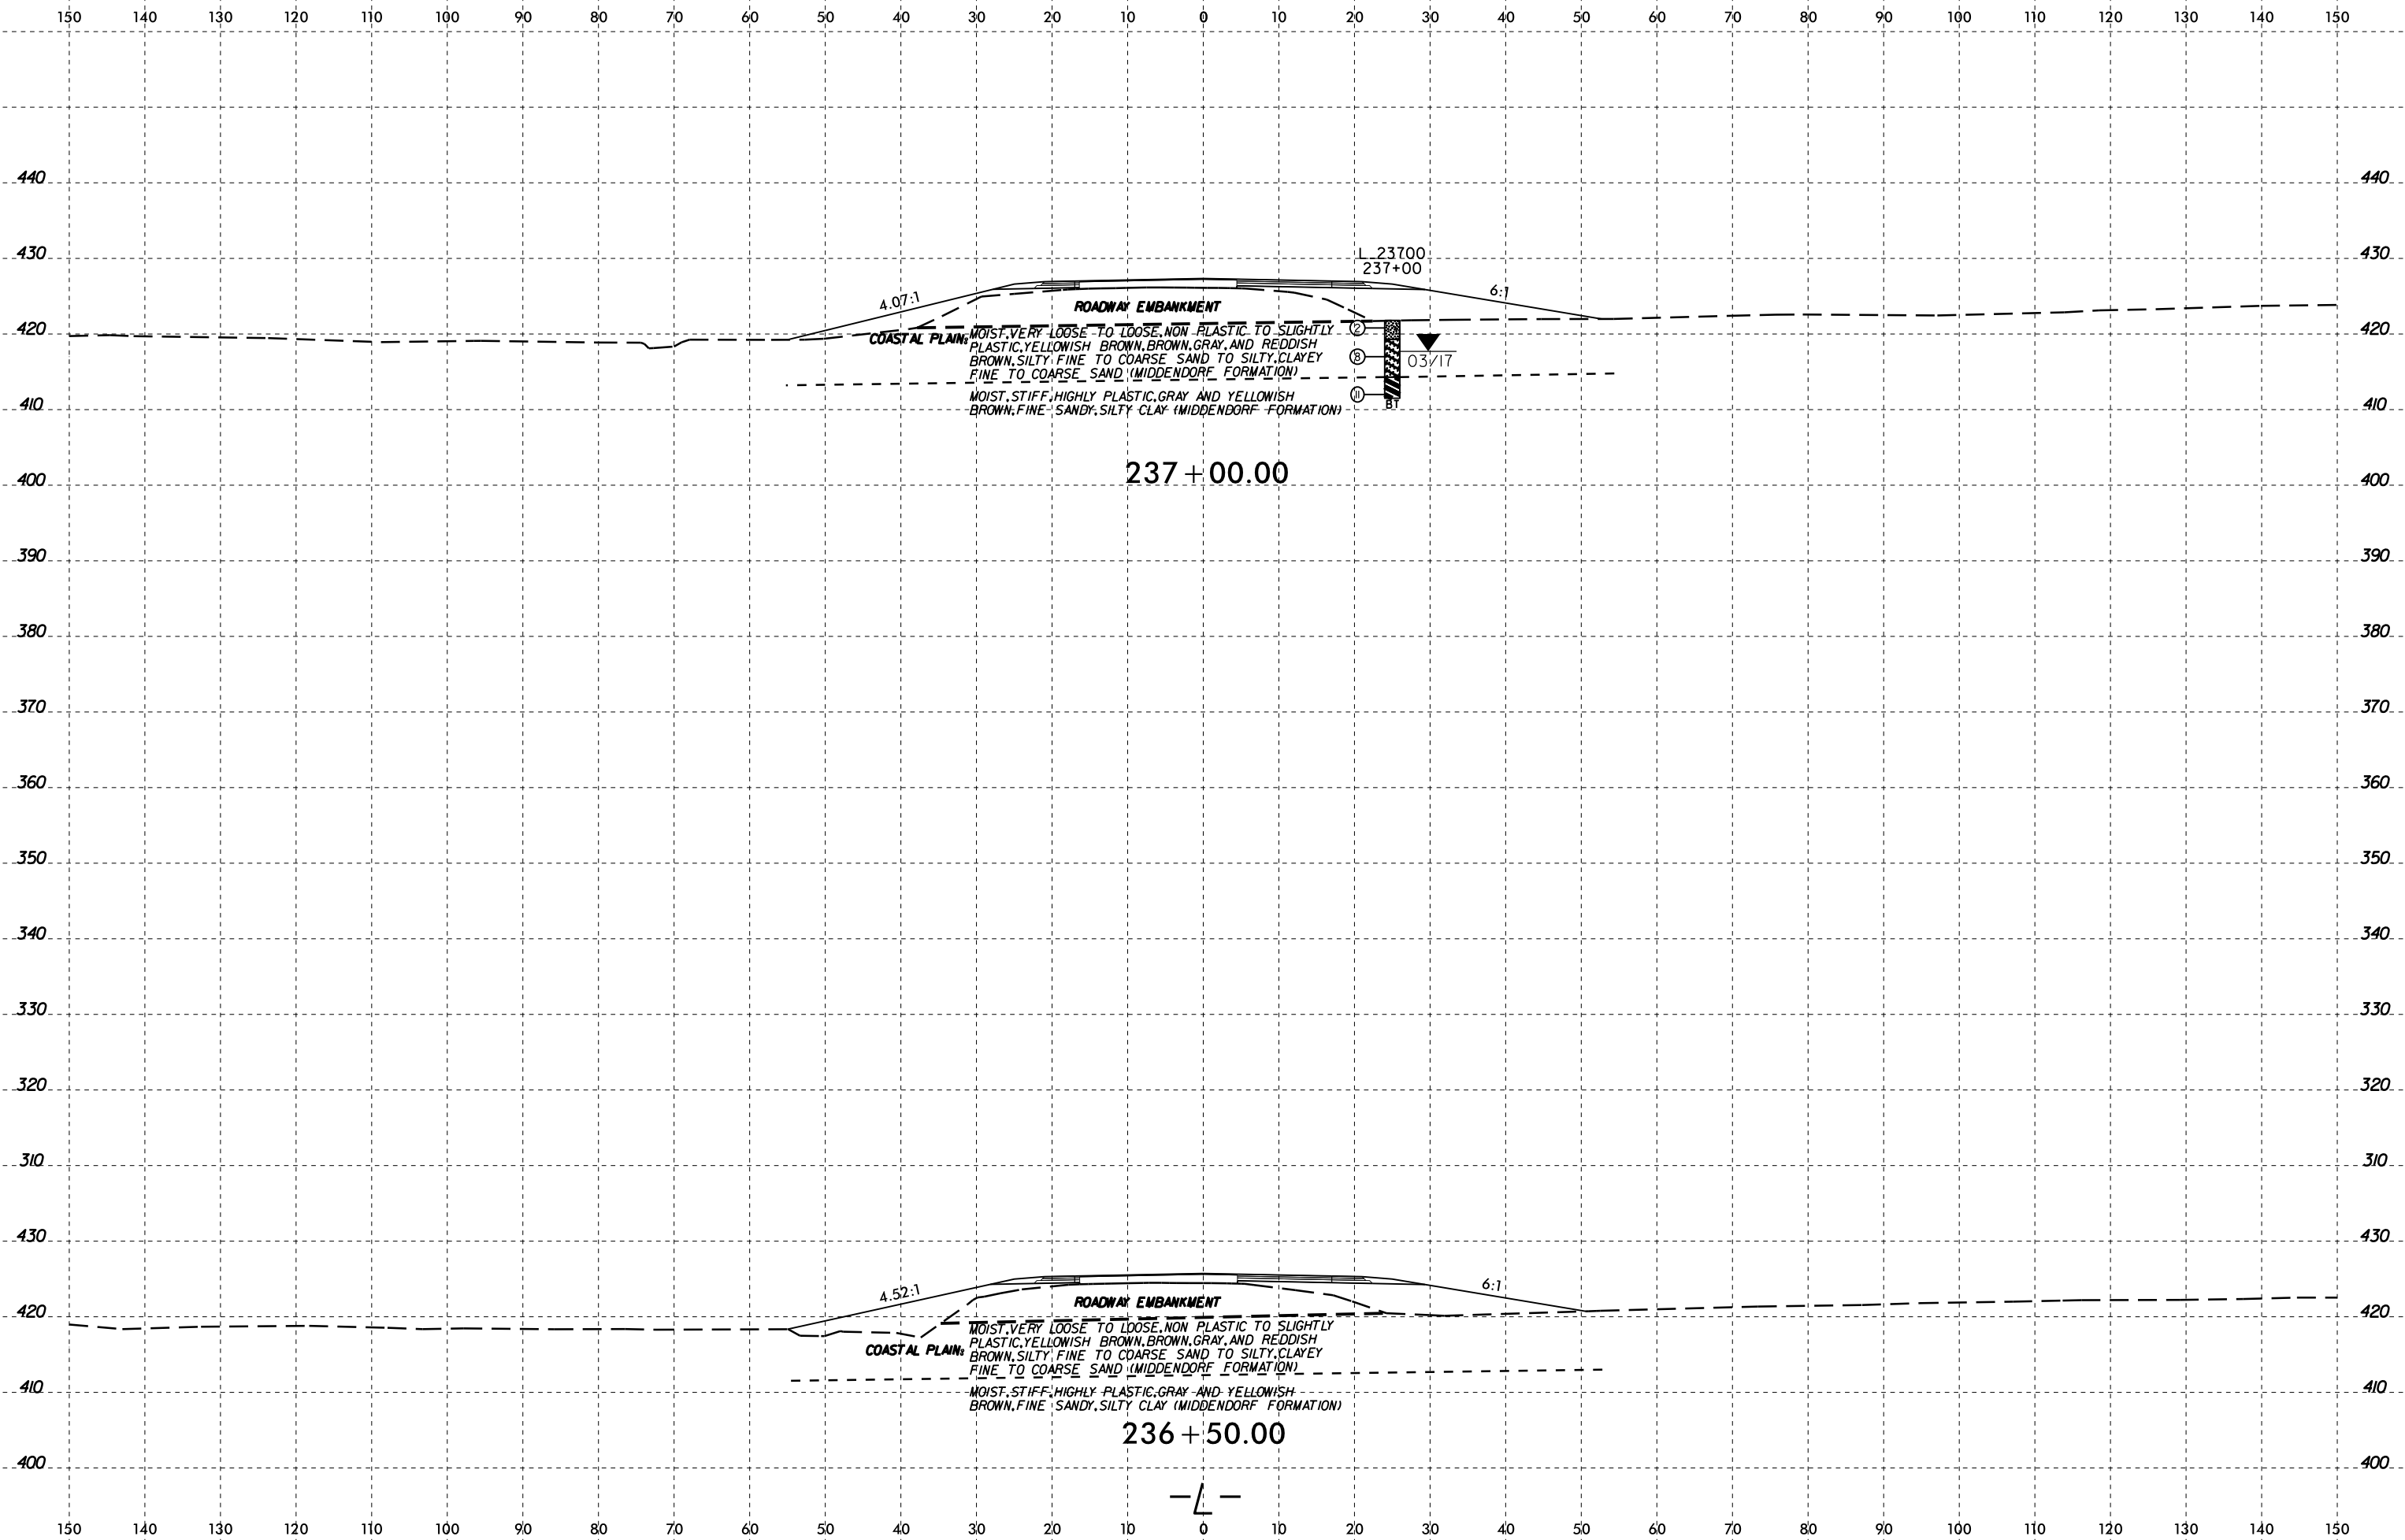 150 140 130 120 110 100 90 80 70 60 50 40 30 20 10 0 10 20 30 40 50 60 70 80 90 100 110 120 130 140 150
440 440
430 L_23700 430
237+00
4.07:1 6:1
ROADWAY EMBANKMENT
420 2 420
COASTAL PLAIN: MOIST, VERY LOOSE TO LOOSE, NON PLASTIC TO SLIGHTLY
PLASTIC, YELLOWISH BROWN, BROWN, GRAY, AND REDDISH
BROWN, SILTY FINE TO COARSE SAND TO SILTY, CLAYEY 8 03/17
FINE TO COARSE SAND (MIDDENDORF FORMATION)
MOIST, STIFF, HIGHLY PLASTIC, GRAY AND YELLOWISH 11
410 BROWN, FINE SANDY, SILTY CLAY (MIDDENDORF FORMATION) BT 410
237+00.00
400 400
390 390
380 380
370 370
360 360
350 350
340 340
330 330
320 320
310 310
430 430
4.52:1 6:1
ROADWAY EMBANKMENT
420 420
MOIST, VERY LOOSE TO LOOSE, NON PLASTIC TO SLIGHTLY
PLASTIC, YELLOWISH BROWN, BROWN, GRAY, AND REDDISH
COASTAL PLAIN: BROWN, SILTY FINE TO COARSE SAND TO SILTY, CLAYEY
FINE TO COARSE SAND (MIDDENDORF FORMATION)
410 MOIST, STIFF, HIGHLY PLASTIC, GRAY AND YELLOWISH 410
BROWN, FINE SANDY, SILTY CLAY (MIDDENDORF FORMATION)
236+50.00
400 400
-L-
150 140 130 120 110 100 90 80 70 60 50 40 30 20 10 0 10 20 30 40 50 60 70 80 90 100 110 120 130 140 150